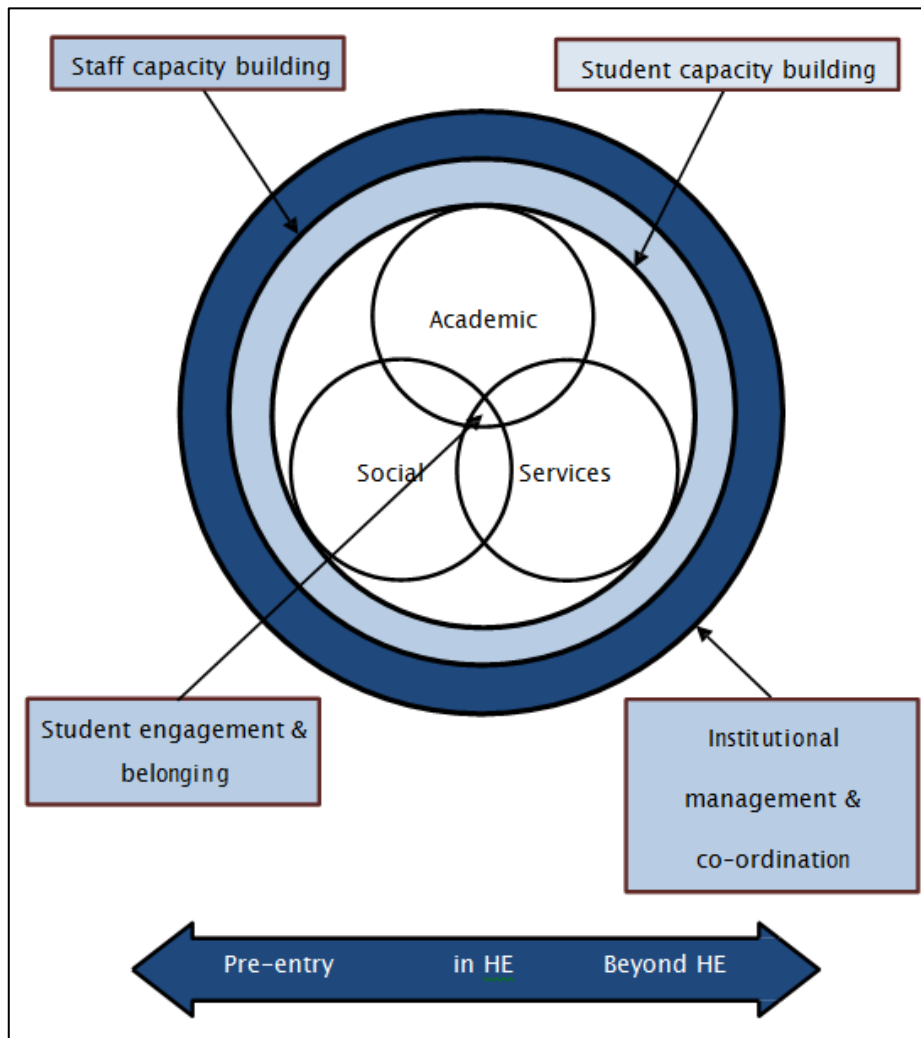 Staff capacity building
Student capacity building
Academic
Social
Services
Student engagement &
belonging
Institutional
management &
co-ordination
Pre-entry in HE Beyond HE